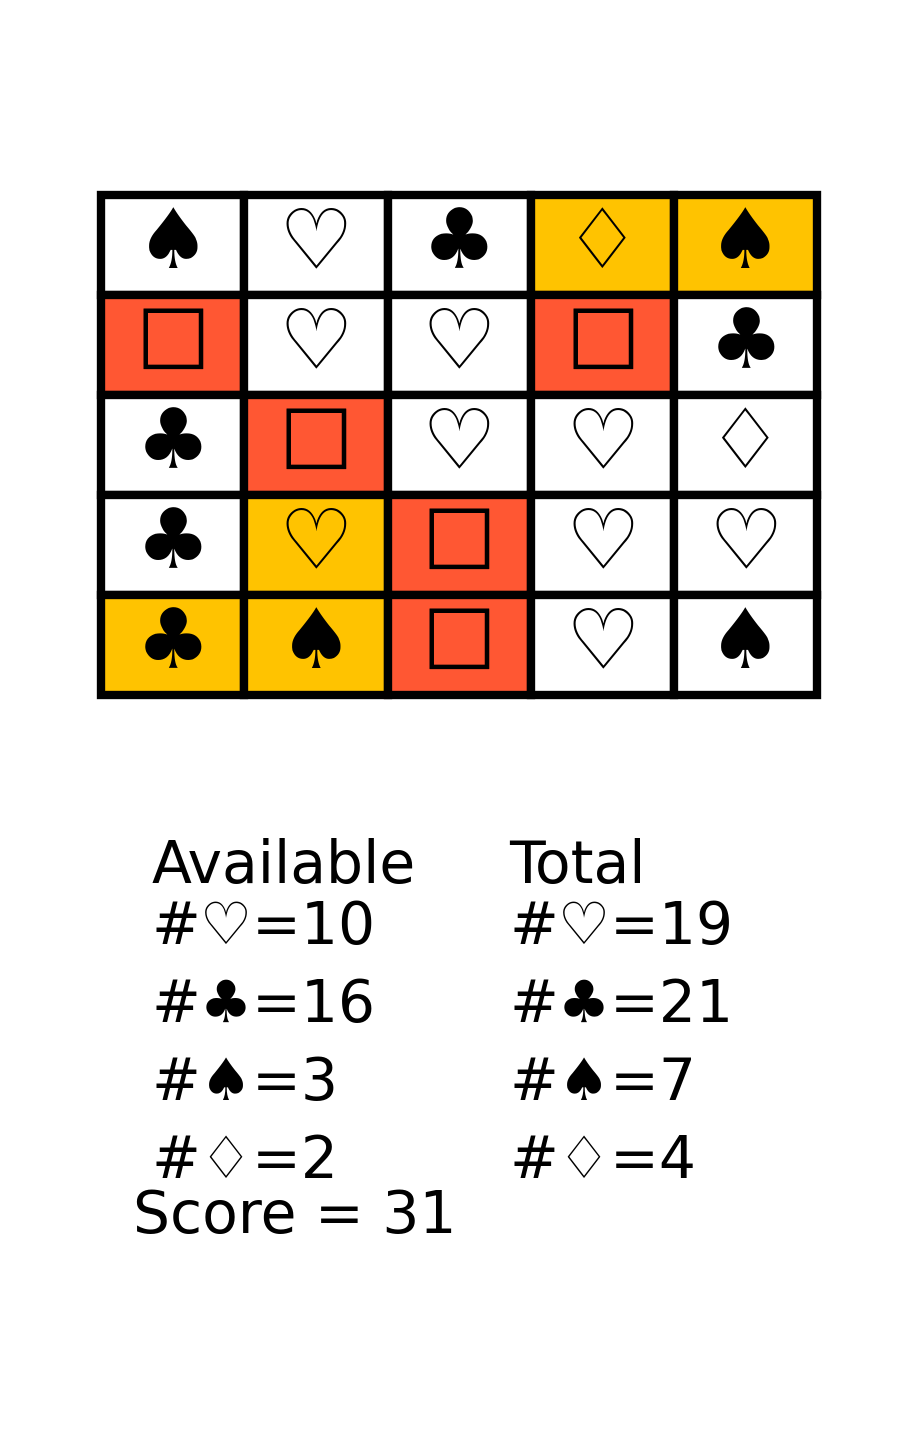 ♠ ♡ ♣ ♢ ♠
□ ♡ ♡ □ ♣
♣ □ ♡ ♡ ♢
♣ ♡ □ ♡ ♡
♣ ♠ □ ♡ ♠
Available Total
#♡=10 #♡=19
#♣=16 #♣=21
#♠=3 #♠=7
#♢=2 #♢=4
Score = 31